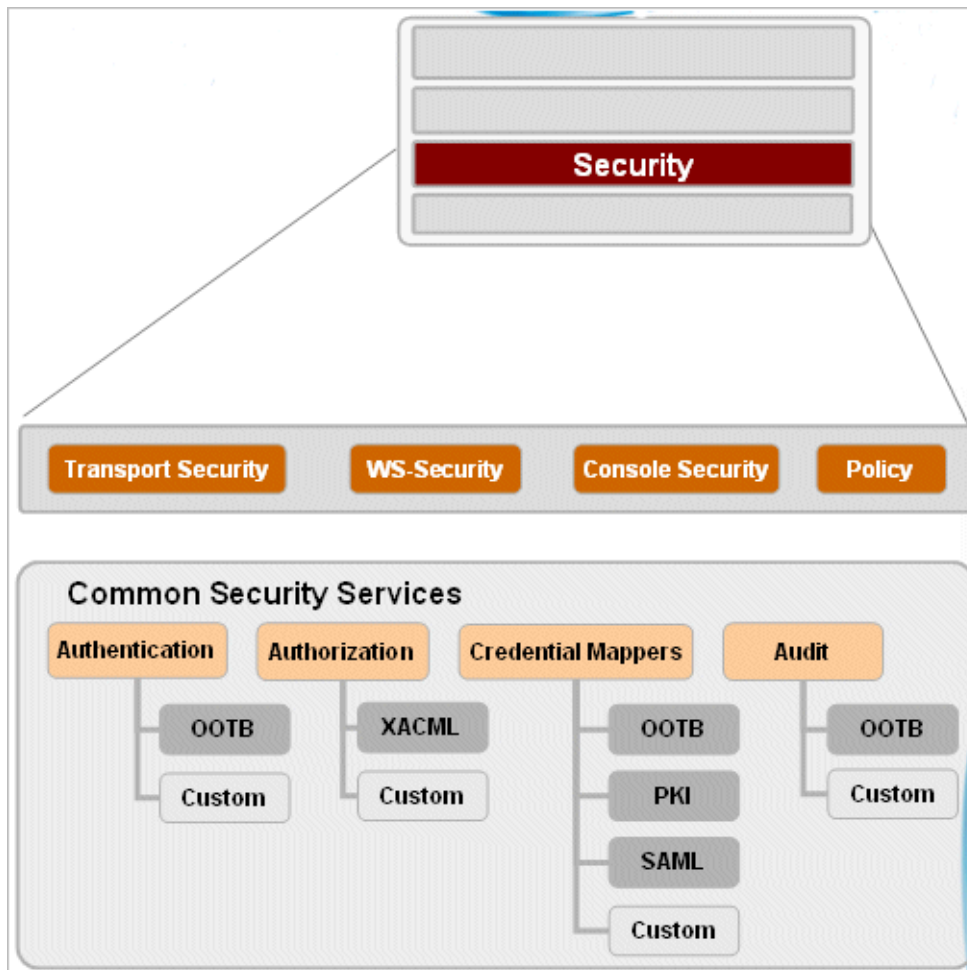 Security
Transport Security
WS-Security
Console Security
Policy
Common Security Services
Authentication
Authorization
Credential Mappers
Audit
OOTB
XACML
OOTB
OOTB
Custom
Custom
PKI
Custom
SAML
Custom